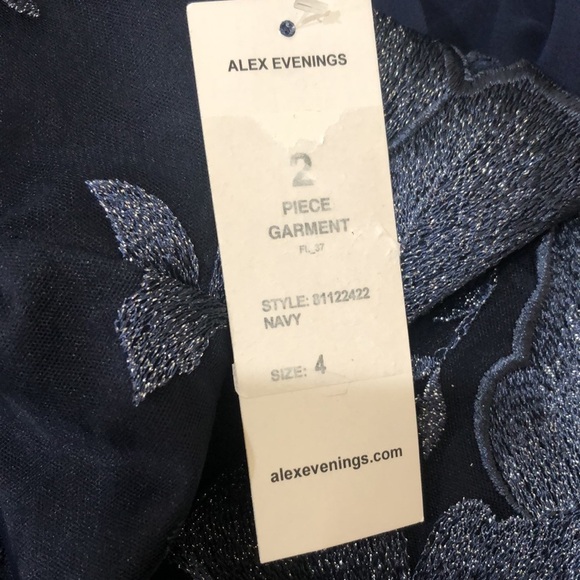 ALEX EVENINGS
2
PIECE
GARMENT
STYLE: 81122422
NAVY
SIZE: 4
alexevenings.com